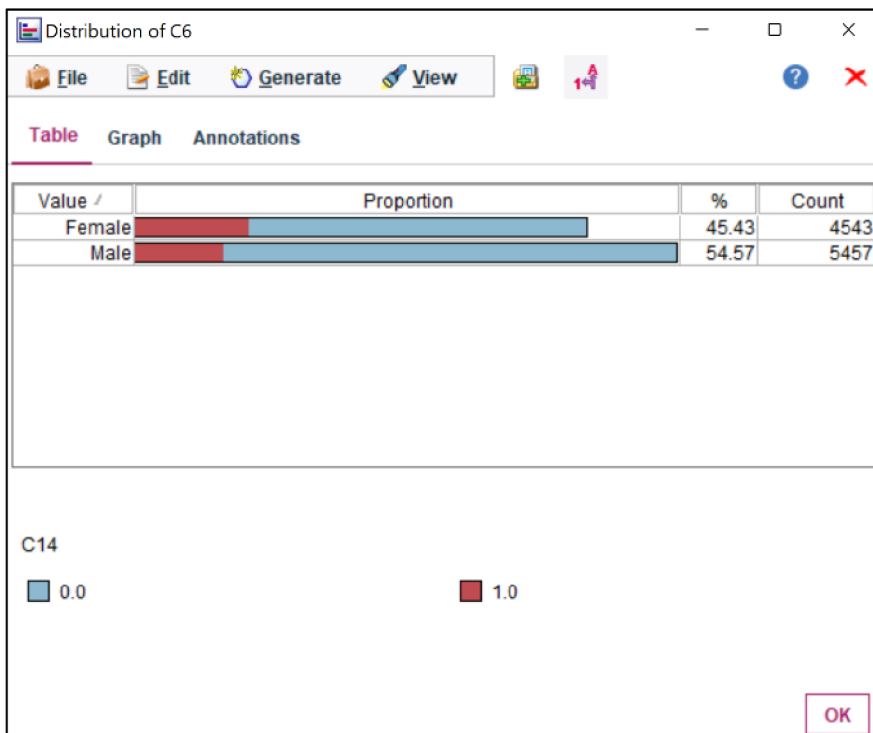 Distribution of C6
File Edit Generate View
Table Graph Annotations
Value Proportion % Count
Female 45.43 4543
Male 54.57 5457
C14
0.0 1.0
OK